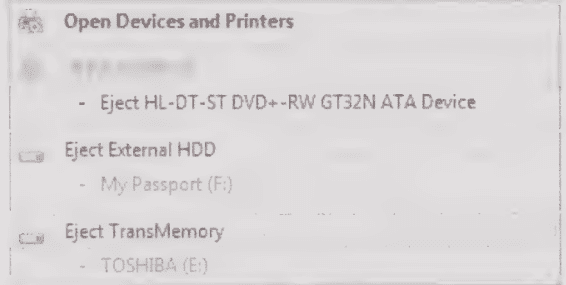 Open Devices and Printers
- Eject HL-DT-ST DVD+-RW GT32N ATA Device
Eject External HDD
- My Passport (F:)
Eject TransMemory
- TOSHIBA (E:)